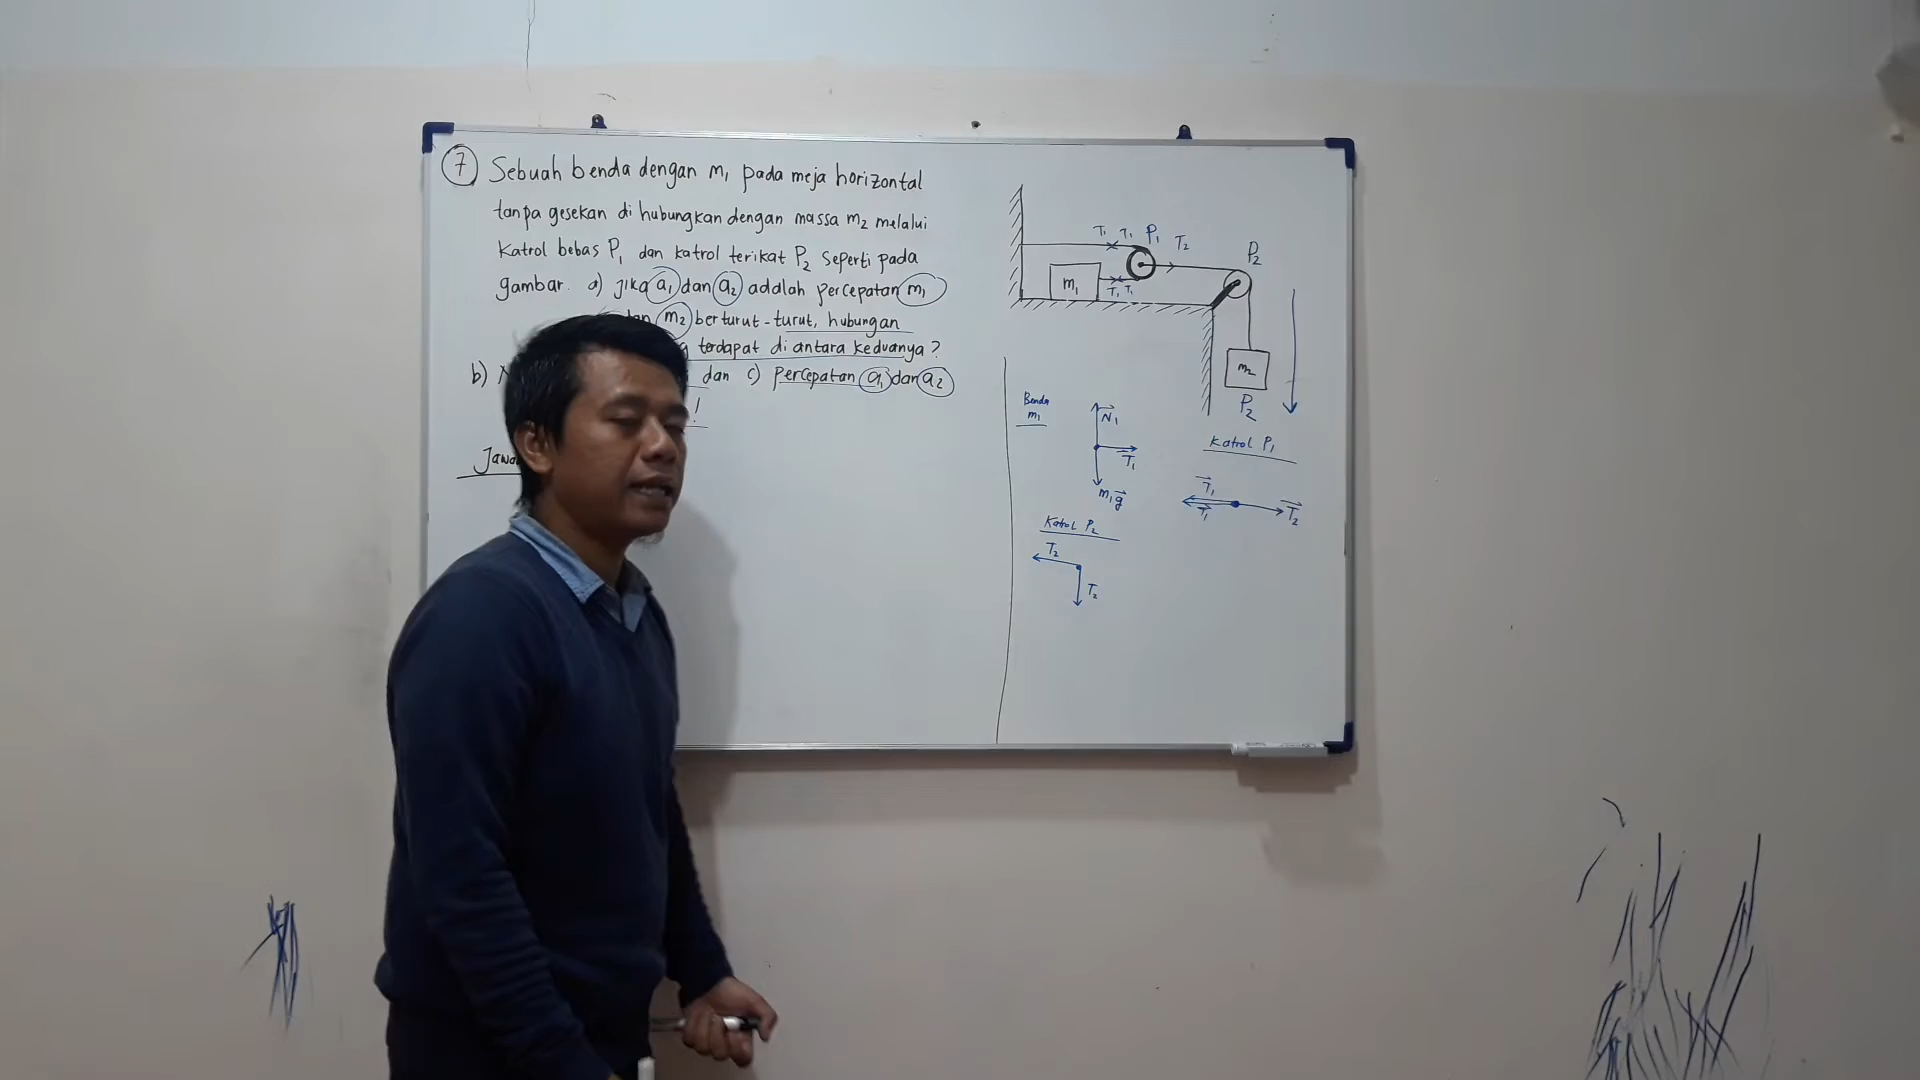 7 Sebuah benda dengan m₁ pada meja horizontal
tanpa gesekan di hubungkan dengan massa m₂ melalui
Katrol bebas P₁ dan katrol terikat P₂ seperti pada
gambar. a) jika a₁ dan a₂ adalah percepatan m₁
dan m₂ berturut-turut, hubungan
terdapat di antara keduanya?
b) dan c) percepatan a₁ dan a₂
!
T₁ T₁ P₁ T₂
P₂
m₁
T₁ T₁
m₂
P₂
Benda
m₁
N₁
T₁
m₁g
Katrol P₁
T₁
T₁
T₂
Katrol P₂
T₂
T₂